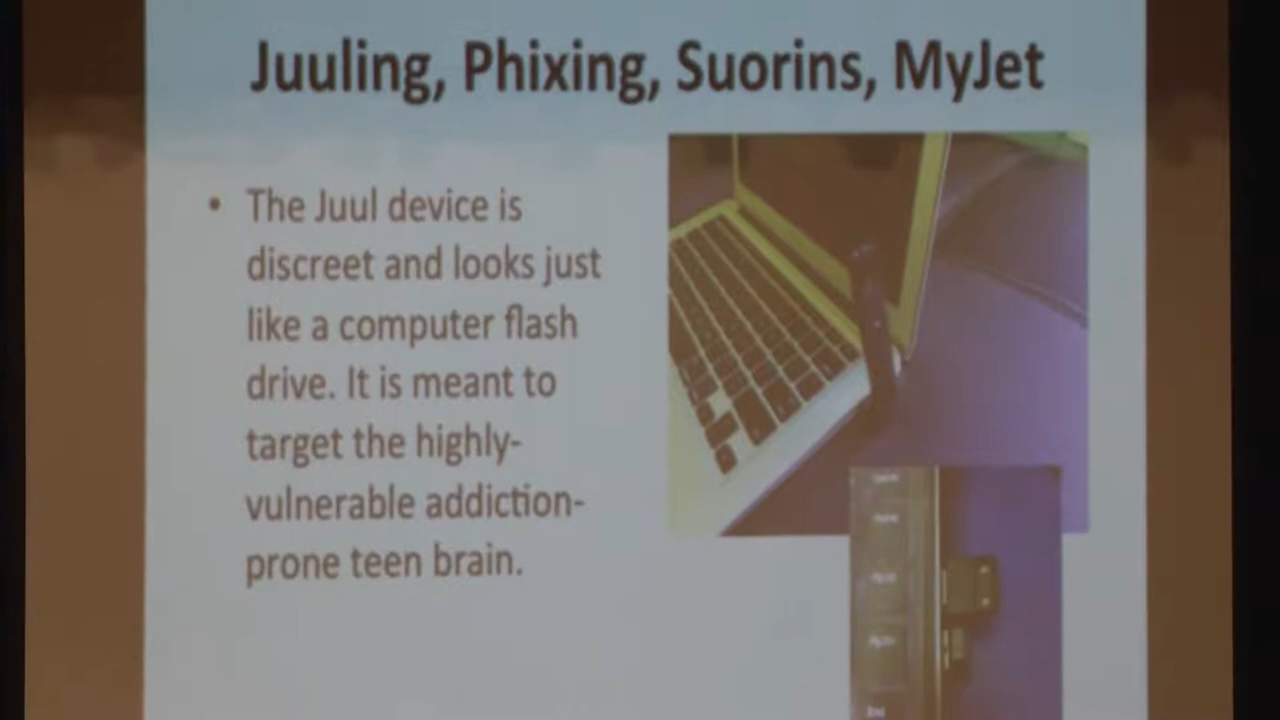 Juuling, Phixing, Suorins, MyJet
• The Juul device is
discreet and looks just
like a computer flash
drive. It is meant to
target the highly-
vulnerable addiction-
prone teen brain.